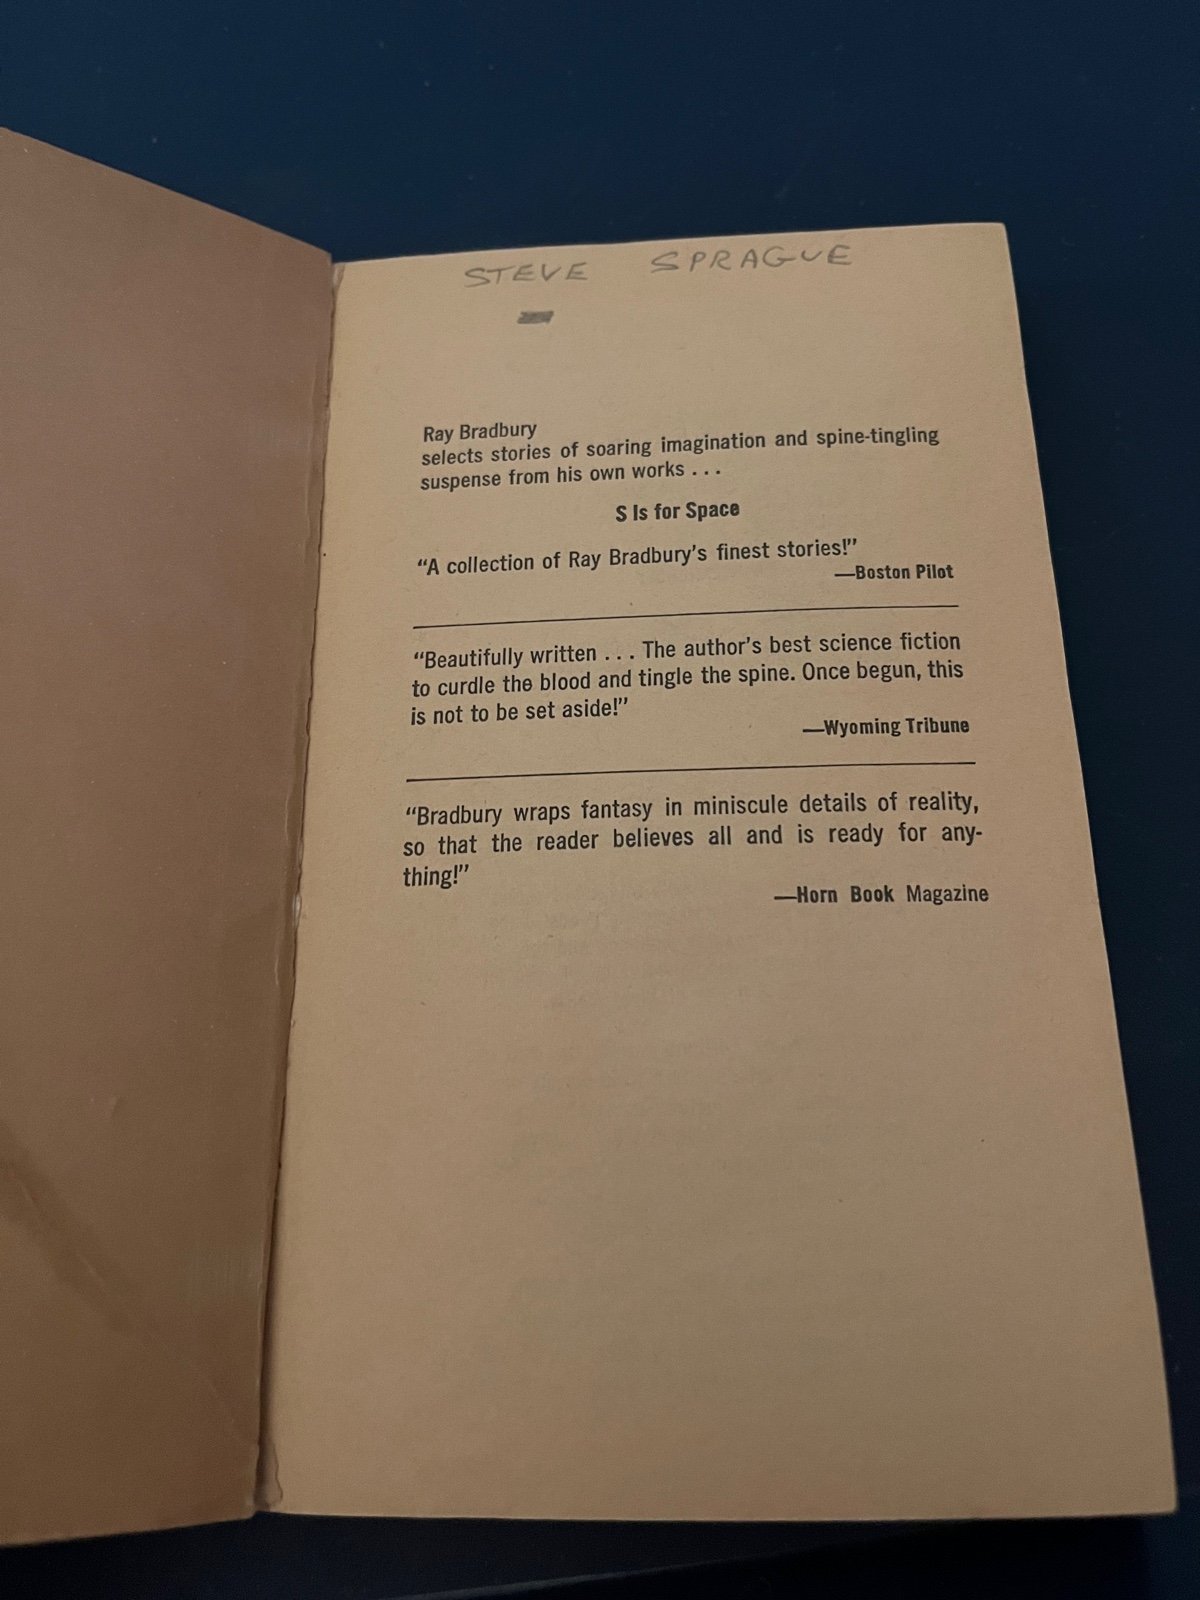 STEVE SPRAGUE
Ray Bradbury
selects stories of soaring imagination and spine-tingling
suspense from his own works . . .
S Is for Space
“A collection of Ray Bradbury’s finest stories!”
—Boston Pilot
“Beautifully written . . . The author’s best science fiction
to curdle the blood and tingle the spine. Once begun, this
is not to be set aside!”
—Wyoming Tribune
“Bradbury wraps fantasy in miniscule details of reality,
so that the reader believes all and is ready for any-
thing!”
—Horn Book Magazine